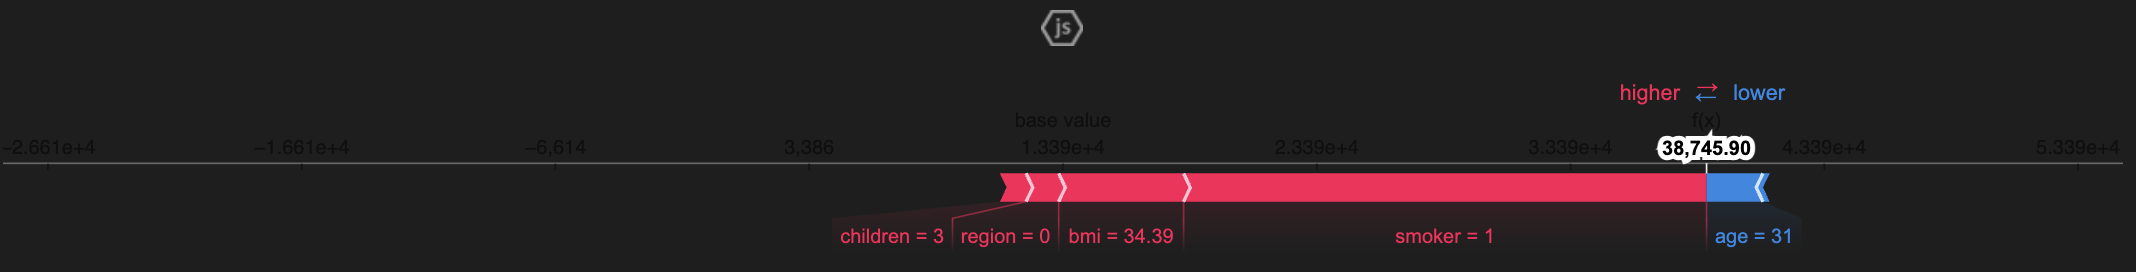 js
higher lower
base value f(x)
−2.661e+4 −1.661e+4 −6,614 3,386 1.339e+4 2.339e+4 3.339e+4 38,745.90 4.339e+4 5.339e+4
children = 3 region = 0 bmi = 34.39 smoker = 1 age = 31